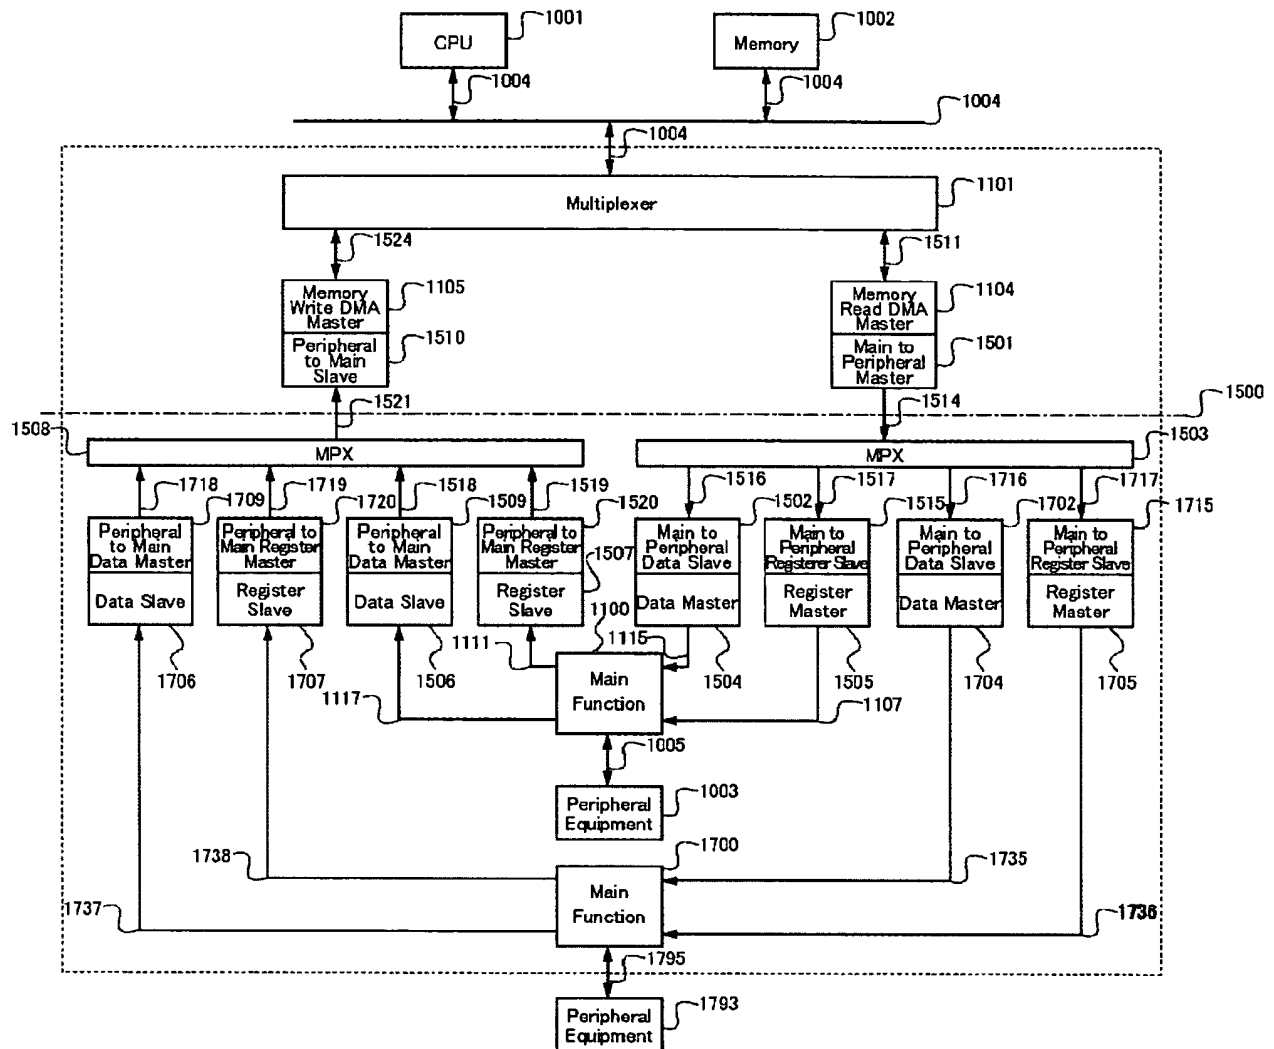 1001
1002
CPU
Memory
1004
1004
1004
1004
Multiplexer
1101
1524
1511
Memory
Write DMA
Master
1105
Memory
Read DMA
Master
1104
Peripheral
to Main
Slave
1510
Main to
Peripheral
Master
1501
1521
1514
1500
1508
MPX
MPX
1503
1718
1719
1518
1519
1516
1517
1716
1717
1709
1720
1509
1520
1502
1515
1702
1715
Peripheral
to Main
Data Master
Data Slave
Peripheral to
Main Register
Master
Register
Slave
Peripheral
to Main
Data Master
Data Slave
Peripheral to
Main Register
Master
Register
Slave
1507
Main to
Peripheral
Data Slave
Data Master
Main to
Peripheral
Registerer Slave
Register
Master
Main to
Peripheral
Data Slave
Data Master
Main to
Peripheral
Register Slave
Register
Master
1706
1707
1506
1111
1100
1115
1504
1505
1704
1705
Main
Function
1117
1107
1005
Peripheral
Equipment
1003
1738
1700
1735
Main
Function
1737
1795
Peripheral
Equipment
1793